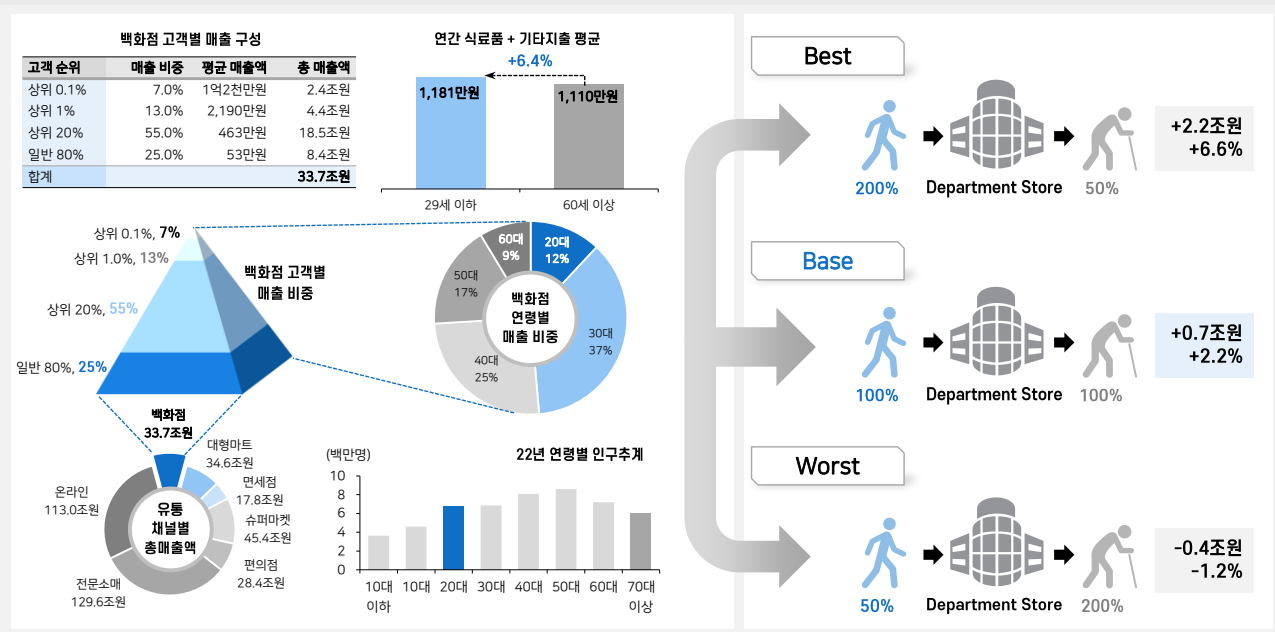 백화점 고객별 매출 구성
고객 순위 매출 비중 평균 매출액 총 매출액
상위 0.1% 7.0% 1억2천만원 2.4조원
상위 1% 13.0% 2,190만원 4.4조원
상위 20% 55.0% 463만원 18.5조원
일반 80% 25.0% 53만원 8.4조원
합계 33.7조원
연간 식료품 + 기타지출 평균
+6.4%
1,181만원
1,110만원
29세 이하
60세 이상
상위 0.1%, 7%
상위 1.0%, 13%
상위 20%, 55%
일반 80%, 25%
백화점 고객별
매출 비중
60대
9%
20대
12%
50대
17%
30대
37%
40대
25%
백화점
연령별
매출 비중
백화점
33.7조원
대형마트
34.6조원
면세점
17.8조원
슈퍼마켓
45.4조원
편의점
28.4조원
전문소매
129.6조원
온라인
113.0조원
유통
채널별
총매출액
(백만명)
22년 연령별 인구추계
10
8
6
4
2
0
10대
이하
10대
20대
30대
40대
50대
60대
70대
이상
Best
200%
Department Store
50%
+2.2조원
+6.6%
Base
100%
Department Store
100%
+0.7조원
+2.2%
Worst
50%
Department Store
200%
-0.4조원
-1.2%